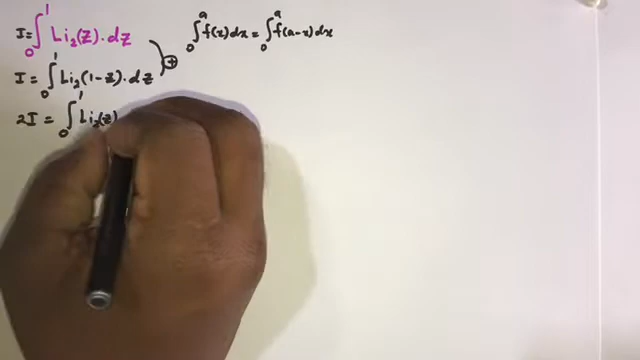 I = ∫₀¹ Li₂(z)·dz
∫₀ᵃ f(x)dx = ∫₀ᵃ f(a-x)dx
I = ∫₀¹ Li₂(1-z)·dz
+
2I = ∫₀¹ Li₂(z)